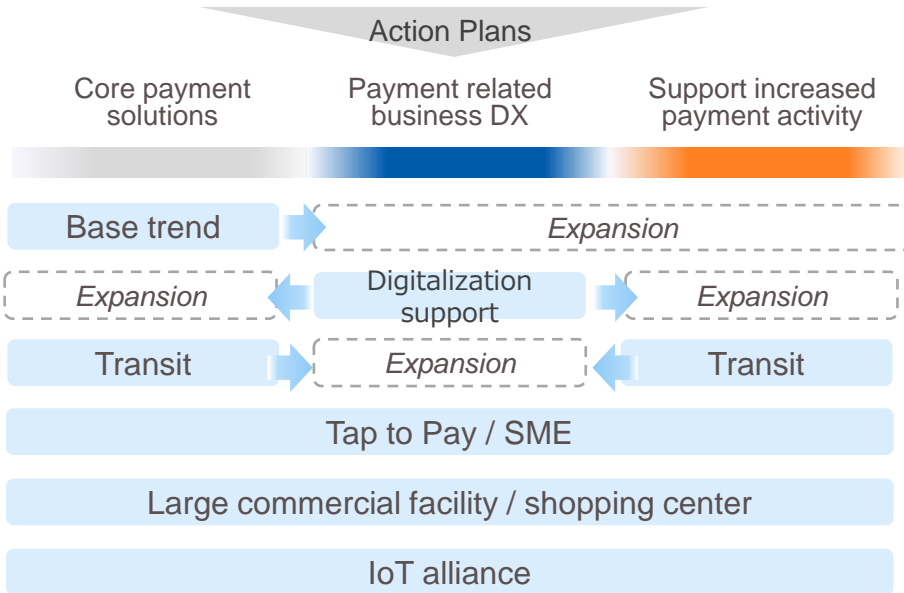 Action Plans
Core payment
solutions
Payment related
business DX
Support increased
payment activity
Base trend
Expansion
Expansion
Digitalization
support
Expansion
Transit
Expansion
Transit
Tap to Pay / SME
Large commercial facility / shopping center
IoT alliance